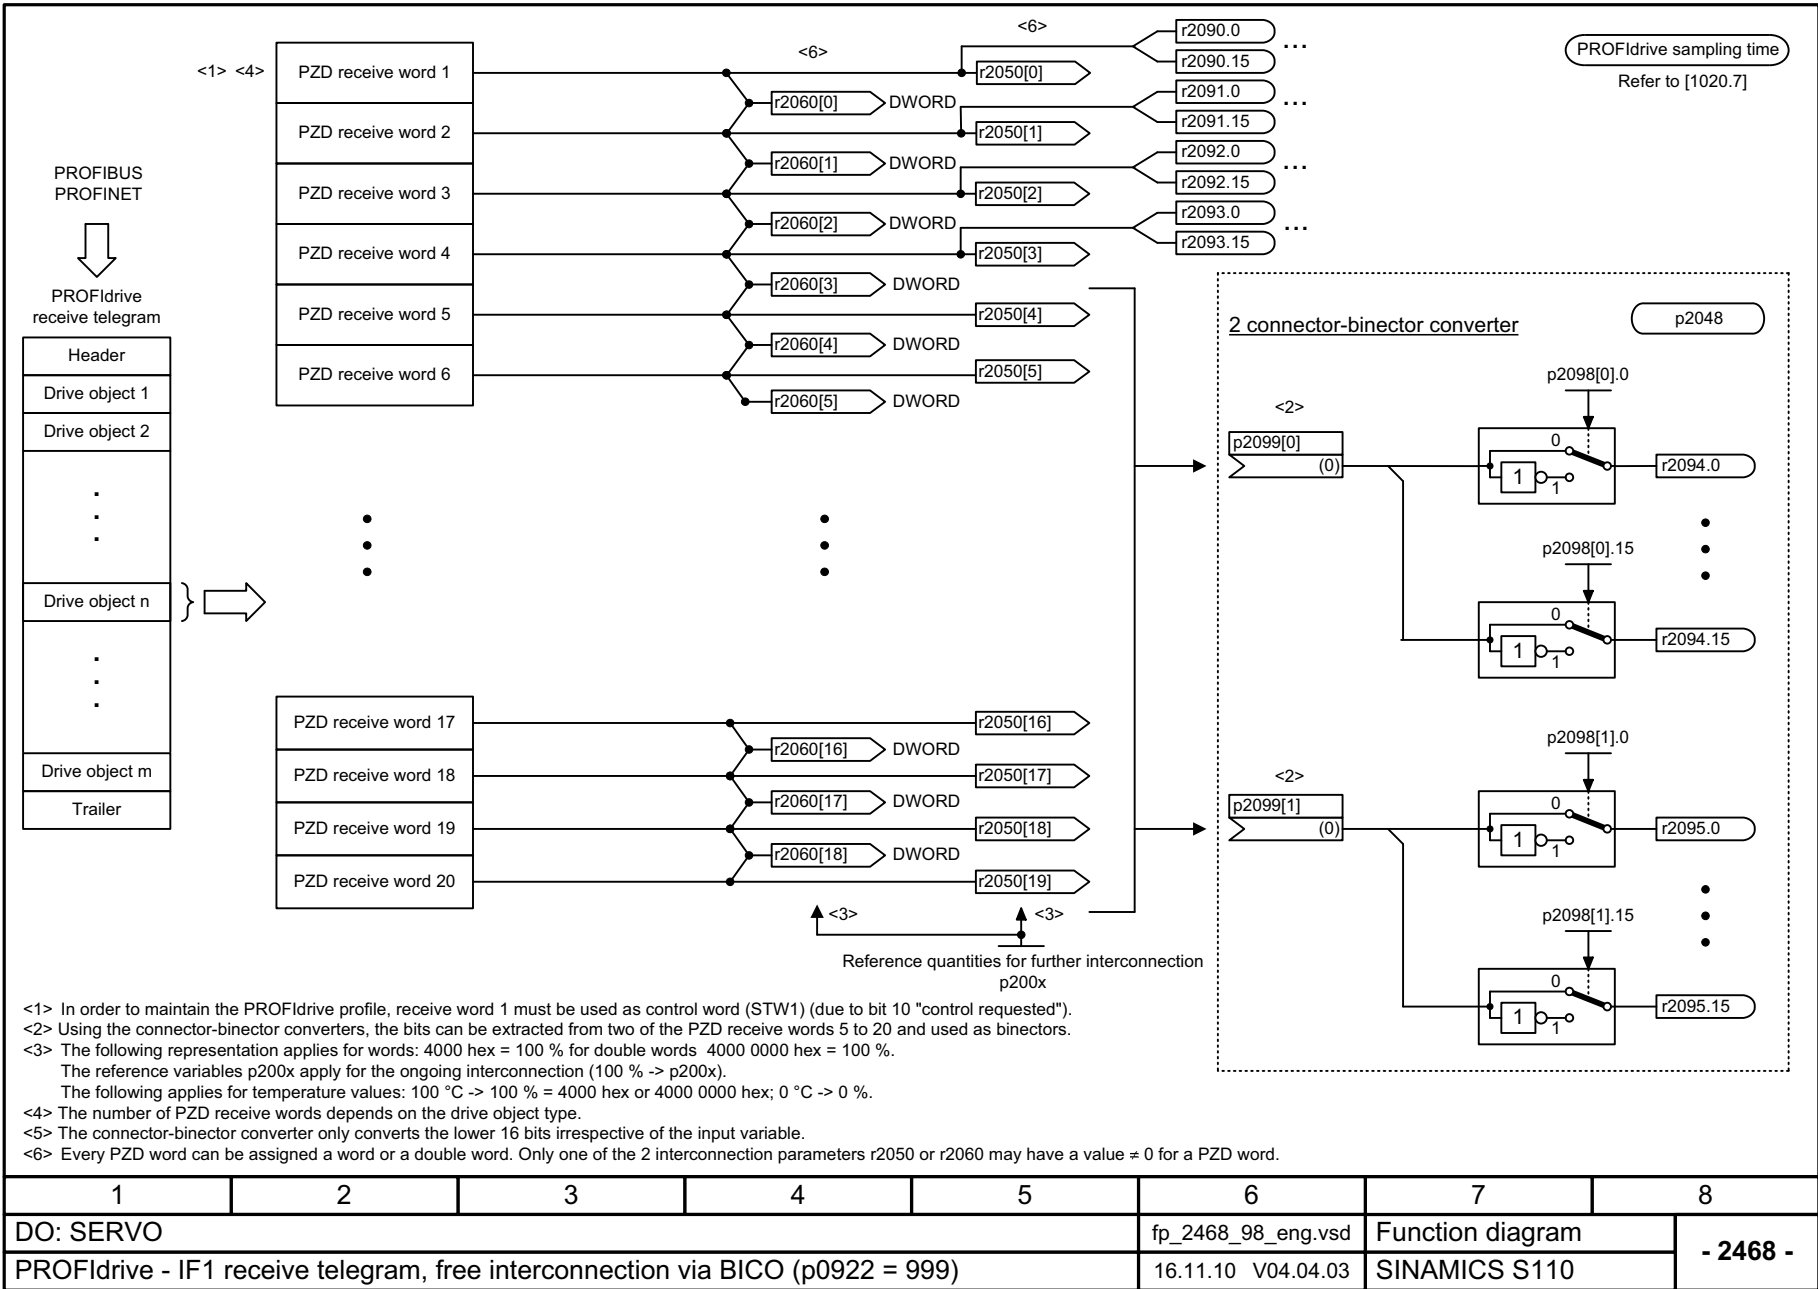 <6>
r2090.0
...
r2090.15
PROFIdrive sampling time
Refer to [1020.7]
<1> <4>
PZD receive word 1
<6>
r2050[0]
r2060[0] DWORD
r2091.0
...
r2091.15
PZD receive word 2
r2050[1]
r2060[1] DWORD
r2092.0
...
r2092.15
PROFIBUS
PROFINET
PZD receive word 3
r2050[2]
r2060[2] DWORD
r2093.0
...
r2093.15
PZD receive word 4
r2050[3]
r2060[3] DWORD
PROFIdrive
receive telegram
PZD receive word 5
r2050[4]
r2060[4] DWORD
PZD receive word 6
r2050[5]
r2060[5] DWORD
Header
Drive object 1
Drive object 2
Drive object n
}
Drive object m
Trailer
2 connector-binector converter
p2048
p2098[0].0
<2>
p2099[0]
(0)
0
1
1
r2094.0
p2098[0].15
0
1
1
r2094.15
PZD receive word 17
r2050[16]
r2060[16] DWORD
PZD receive word 18
r2050[17]
r2060[17] DWORD
PZD receive word 19
r2050[18]
r2060[18] DWORD
PZD receive word 20
r2050[19]
p2098[1].0
<2>
p2099[1]
(0)
0
1
1
r2095.0
p2098[1].15
0
1
1
r2095.15
<3>
<3>
Reference quantities for further interconnection
p200x
<1> In order to maintain the PROFIdrive profile, receive word 1 must be used as control word (STW1) (due to bit 10 "control requested").
<2> Using the connector-binector converters, the bits can be extracted from two of the PZD receive words 5 to 20 and used as binectors.
<3> The following representation applies for words: 4000 hex = 100 % for double words 4000 0000 hex = 100 %.
The reference variables p200x apply for the ongoing interconnection (100 % -> p200x).
The following applies for temperature values: 100 °C -> 100 % = 4000 hex or 4000 0000 hex; 0 °C -> 0 %.
<4> The number of PZD receive words depends on the drive object type.
<5> The connector-binector converter only converts the lower 16 bits irrespective of the input variable.
<6> Every PZD word can be assigned a word or a double word. Only one of the 2 interconnection parameters r2050 or r2060 may have a value ≠ 0 for a PZD word.
1 2 3 4 5 6 7 8
DO: SERVO
fp_2468_98_eng.vsd
Function diagram
- 2468 -
PROFIdrive - IF1 receive telegram, free interconnection via BICO (p0922 = 999)
16.11.10 V04.04.03
SINAMICS S110